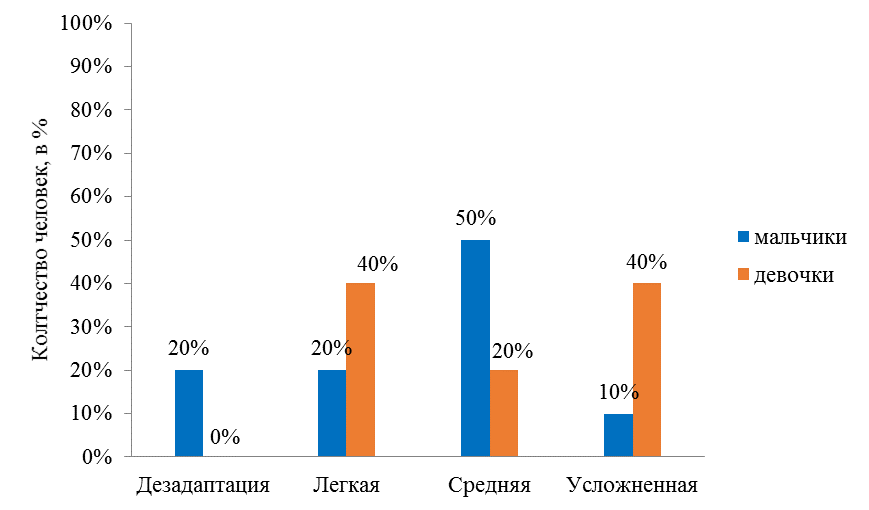 Колтчество человек, в %
100%
90%
80%
70%
60%
50%
40%
30%
20%
10%
0%
20%
0%
20%
40%
50%
20%
10%
40%
Дезадаптация
Легкая
Средняя
Усложненная
мальчики
девочки